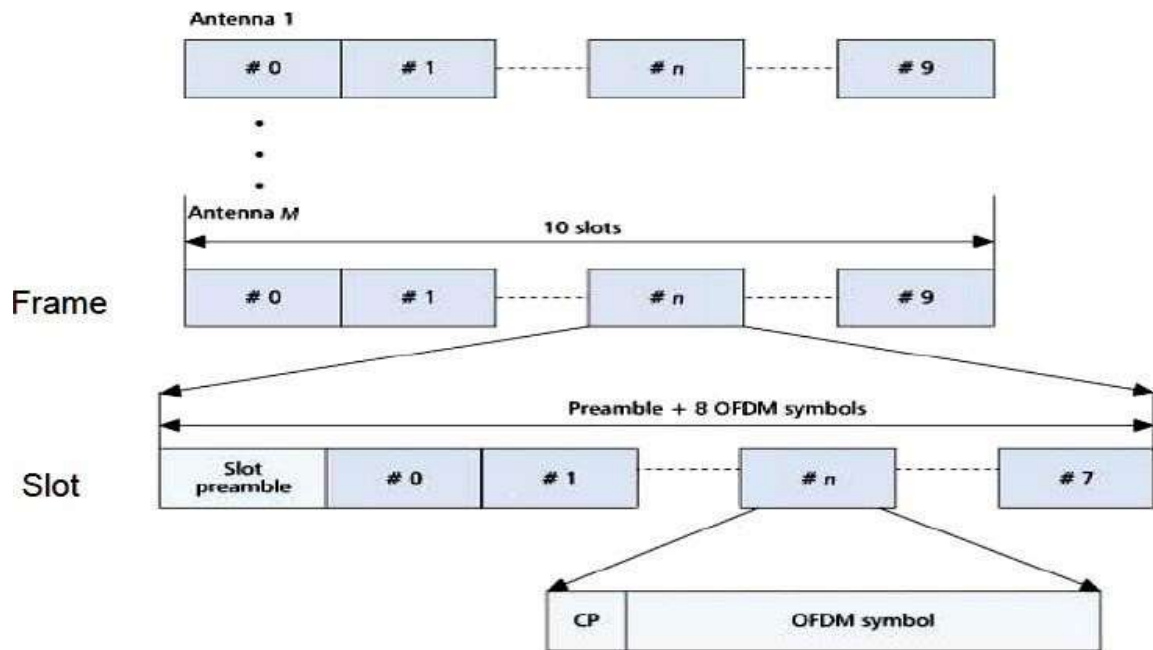 Antenna 1
# 0 # 1 # n # 9
Antenna M
10 slots
Frame
# 0 # 1 # n # 9
Preamble + 8 OFDM symbols
Slot
Slot
preamble
# 0 # 1 # n # 7
CP OFDM symbol